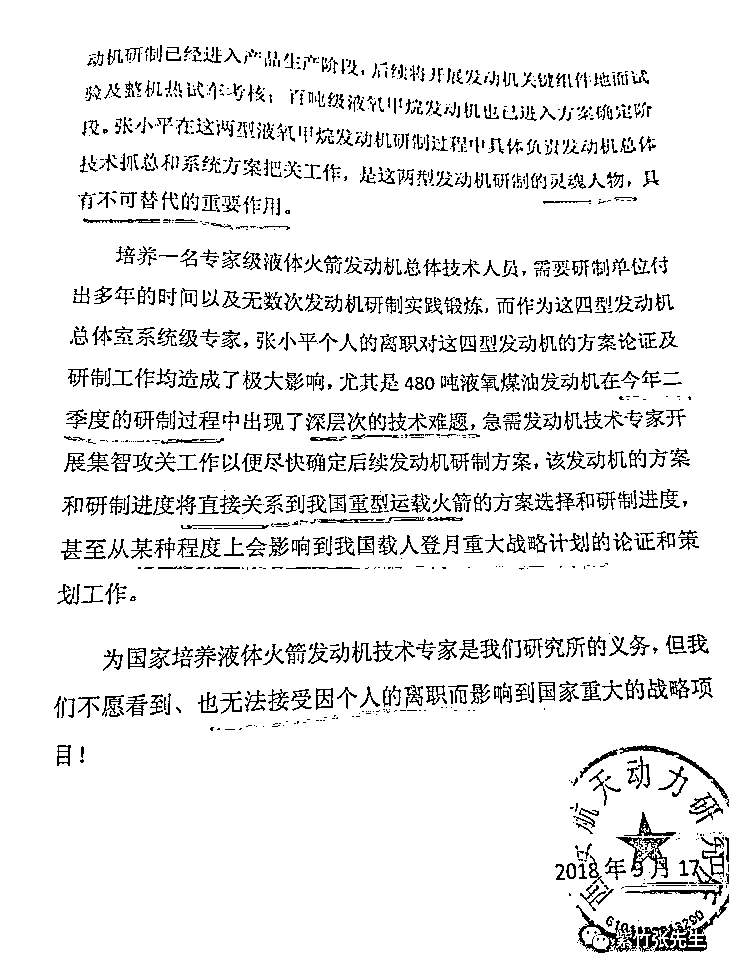 动机研制已经进入产品生产阶段，后续将开展发动机关键组件地面试
验及整机热试车考核；百吨级液氧甲烷发动机也已进入方案确定阶
段。张小平在这两型液氧甲烷发动机研制过程中具体负责发动机总体
技术抓总和系统方案把关工作，是这两型发动机研制的灵魂人物，具
有不可替代的重要作用。
培养一名专家级液体火箭发动机总体技术人员，需要研制单位付
出多年的时间以及无数次发动机研制实践锻炼，而作为这四型发动机
总体室系统级专家，张小平个人的离职对这四型发动机的方案论证及
研制工作均造成了极大影响，尤其是 480 吨液氧煤油发动机在今年二
季度的研制过程中出现了深层次的技术难题，急需发动机技术专家开
展集智攻关工作以便尽快确定后续发动机研制方案，该发动机的方案
和研制进度将直接关系到我国重型运载火箭的方案选择和研制进度，
甚至从某种程度上会影响到我国载人登月重大战略计划的论证和策
划工作。
为国家培养液体火箭发动机技术专家是我们研究所的义务，但我
们不愿看到、也无法接受因个人的离职而影响到国家重大的战略项
目！
西安航天动力研究所
2018 年 9 月 17 日
紫竹张先生